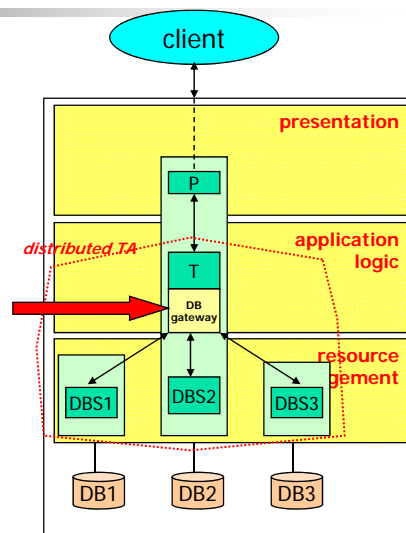 client
presentation
P
distributed TA
application
logic
T
DB
gateway
resource
gement
DBS1
DBS2
DBS3
DB1
DB2
DB3